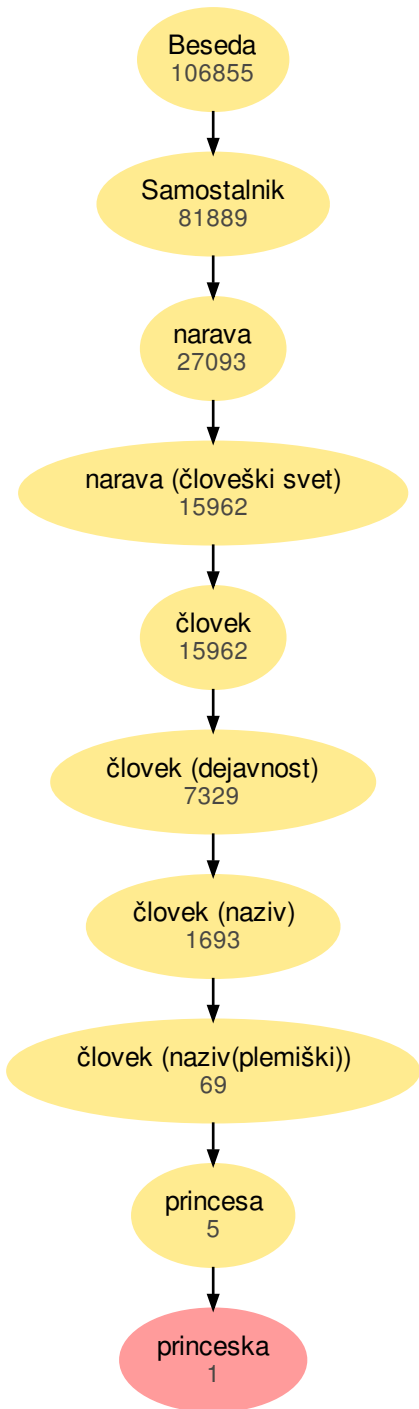 Beseda
106855
Samostalnik
81889
narava
27093
narava (človeški svet)
15962
človek
15962
človek (dejavnost)
7329
človek (naziv)
1693
človek (naziv(plemiški))
69
princesa
5
princeska
1